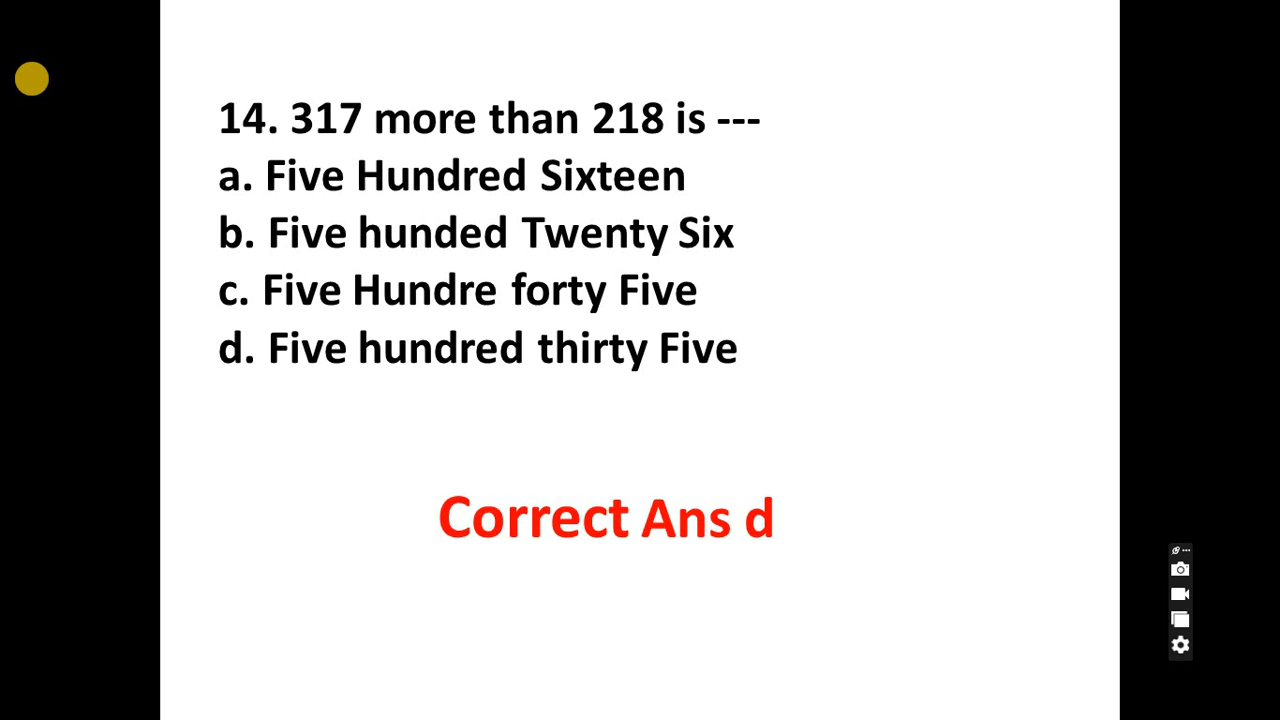 14. 317 more than 218 is ---
a. Five Hundred Sixteen
b. Five hunded Twenty Six
c. Five Hundre forty Five
d. Five hundred thirty Five
Correct Ans d